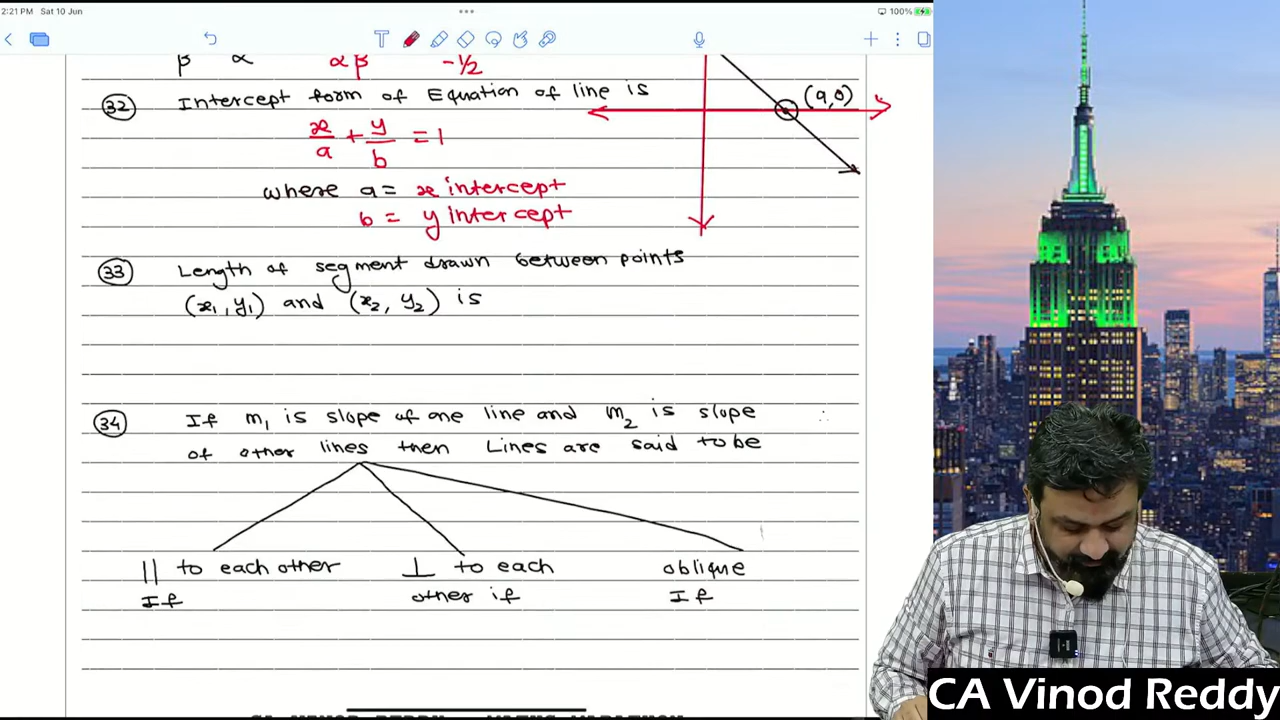 2:21 PM Sat 10 Jun
100%
β α αβ -1/2
32 Intercept form of Equation of line is
x/a + y/b = 1
(a,0)
where a = x intercept
b = y intercept
33 Length of segment drawn between points
(x₁, y₁) and (x₂, y₂) is
34 If m₁ is slope of one line and m₂ is slope
of other lines then Lines are said to be
|| to each other
If
⊥ to each
other if
oblique
If
CA Vinod Reddy